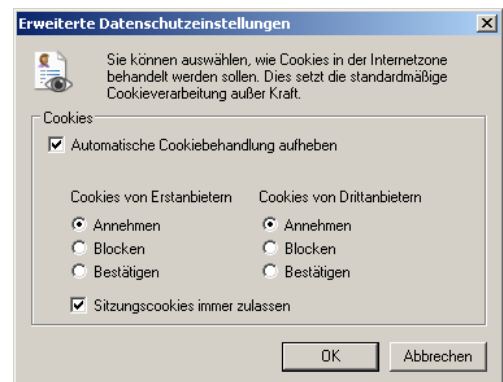 Erweiterte Datenschutzeinstellungen
Sie können auswählen, wie Cookies in der Internetzone
behandelt werden sollen. Dies setzt die standardmäßige
Cookieverarbeitung außer Kraft.
Cookies
Automatische Cookiebehandlung aufheben
Cookies von Erstanbietern
Cookies von Drittanbietern
Annehmen
Annehmen
Blocken
Blocken
Bestätigen
Bestätigen
Sitzungscookies immer zulassen
OK
Abbrechen